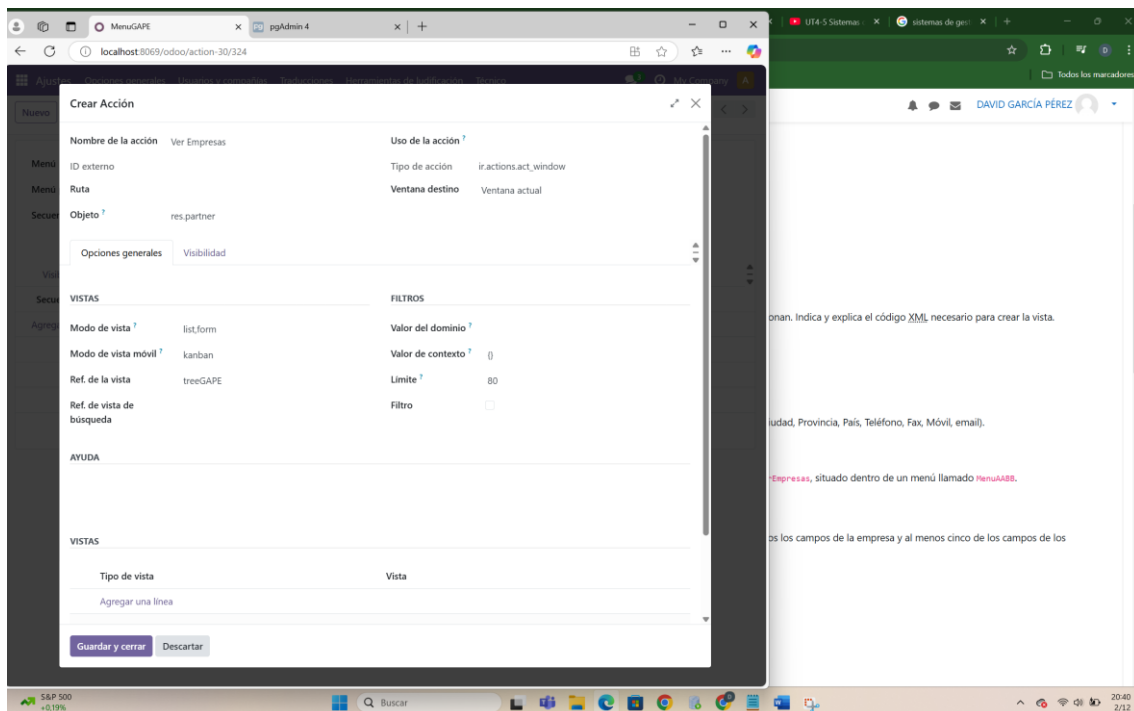 MenuGAPE
pgAdmin 4
UT4-5 Sistemas
sistemas de gest
localhost:8069/odoo/action-30/324
D
Todos los marcadores
Ajustes Opciones generales Usuarios y compañías Traducciones Herramientas de ludificación Técnico
My Company
A
Nuevo
Crear Acción
DAVID GARCÍA PÉREZ
Nombre de la acción Ver Empresas
Uso de la acción ?
Menú
ID externo
Tipo de acción ir.actions.act_window
Menú
Ruta
Ventana destino Ventana actual
Secuen
Objeto ? res.partner
Opciones generales
Visibilidad
Visi
Secue
VISTAS
FILTROS
Agreg
Modo de vista ? list,form
Valor del dominio ?
Modo de vista móvil ? kanban
Valor de contexto ? {}
Ref. de la vista treeGAPE
Límite ? 80
Ref. de vista de búsqueda
Filtro
AYUDA
VISTAS
Tipo de vista
Vista
Agregar una línea
Guardar y cerrar
Descartar
onan. Indica y explica el código XML necesario para crear la vista.
iudad, Provincia, País, Teléfono, Fax, Móvil, email).
Empresas, situado dentro de un menú llamado MenuAABB.
os los campos de la empresa y al menos cinco de los campos de los
S&P 500
+0,19%
Buscar
20:40
2/12